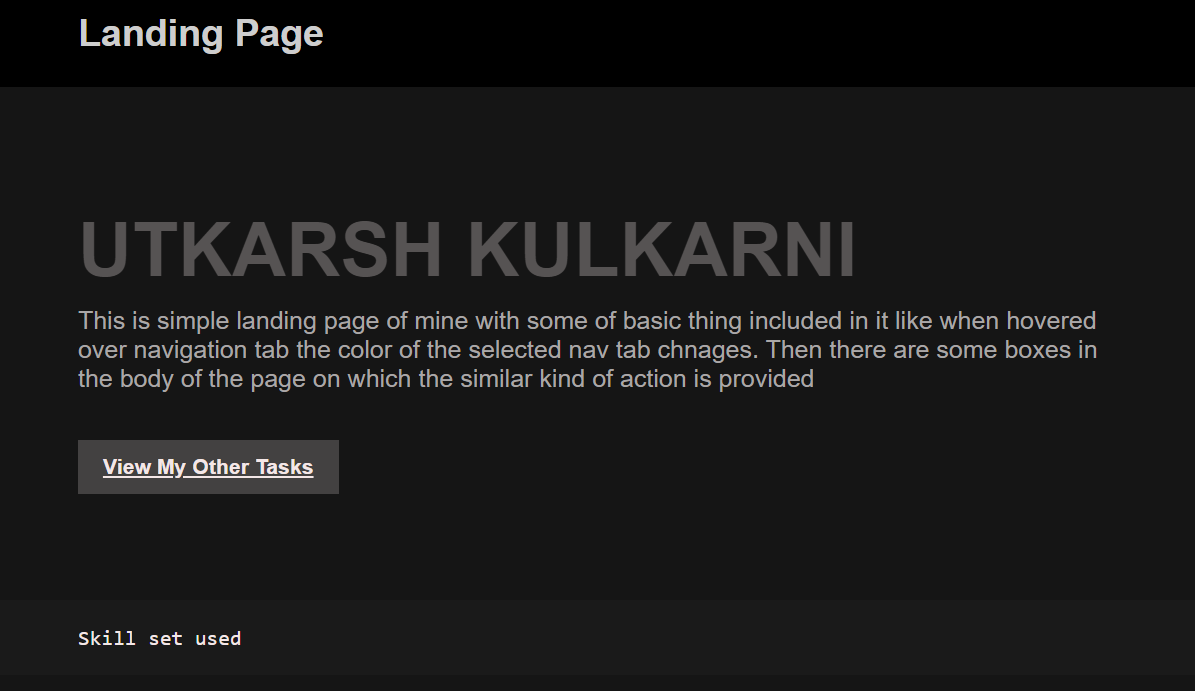 Landing Page
UTKARSH KULKARNI
This is simple landing page of mine with some of basic thing included in it like when hovered
over navigation tab the color of the selected nav tab chnages. Then there are some boxes in
the body of the page on which the similar kind of action is provided
View My Other Tasks
Skill set used